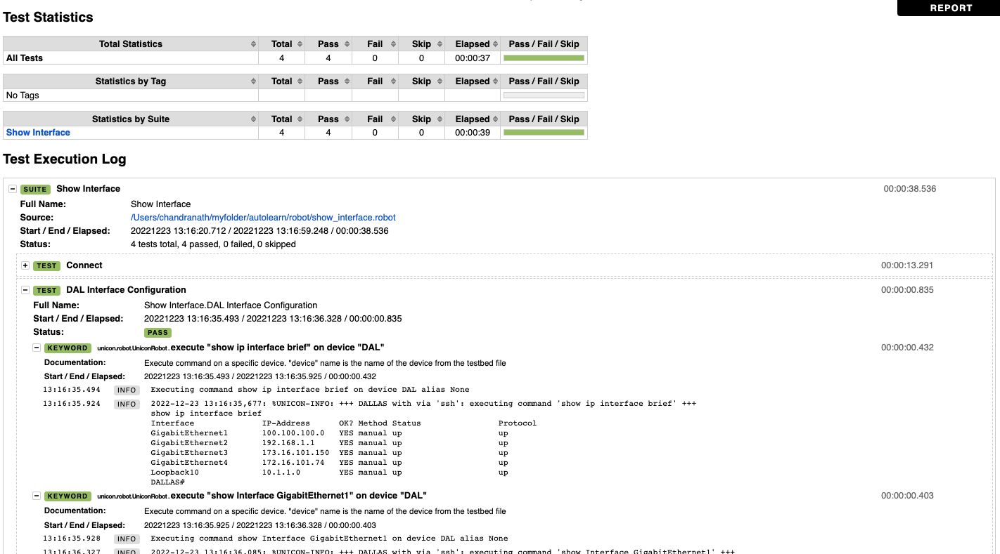 REPORT
Test Statistics
Total Statistics Total Pass Fail Skip Elapsed Pass / Fail / Skip
All Tests 4 4 0 0 00:00:37
Statistics by Tag Total Pass Fail Skip Elapsed Pass / Fail / Skip
No Tags
Statistics by Suite Total Pass Fail Skip Elapsed Pass / Fail / Skip
Show Interface 4 4 0 0 00:00:39
Test Execution Log
SUITE Show Interface 00:00:38.536
Full Name: Show Interface
Source: /Users/chandranath/myfolder/autolearn/robot/show_interface.robot
Start / End / Elapsed: 20221223 13:16:20.712 / 20221223 13:16:59.248 / 00:00:38.536
Status: 4 tests total, 4 passed, 0 failed, 0 skipped
TEST Connect 00:00:13.291
TEST DAL Interface Configuration 00:00:00.835
Full Name: Show Interface.DAL Interface Configuration
Start / End / Elapsed: 20221223 13:16:35.493 / 20221223 13:16:36.328 / 00:00:00.835
Status: PASS
KEYWORD unicon.robot.UniconRobot.execute "show ip interface brief" on device "DAL" 00:00:00.432
Documentation: Execute command on a specific device. "device" name is the name of the device from the testbed file
Start / End / Elapsed: 20221223 13:16:35.493 / 20221223 13:16:35.925 / 00:00:00.432
13:16:35.494 INFO Executing command show ip interface brief on device DAL alias None
13:16:35.924 INFO 2022-12-23 13:16:35,677: %UNICON-INFO: +++ DALLAS with via 'ssh': executing command 'show ip interface brief' +++
show ip interface brief
Interface IP-Address OK? Method Status Protocol
GigabitEthernet1 100.100.100.0 YES manual up up
GigabitEthernet2 192.168.1.1 YES manual up up
GigabitEthernet3 173.16.101.150 YES manual up up
GigabitEthernet4 172.16.101.74 YES manual up up
Loopback10 10.1.1.0 YES manual up up
DALLAS#
KEYWORD unicon.robot.UniconRobot.execute "show Interface GigabitEthernet1" on device "DAL" 00:00:00.403
Documentation: Execute command on a specific device. "device" name is the name of the device from the testbed file
Start / End / Elapsed: 20221223 13:16:35.925 / 20221223 13:16:36.328 / 00:00:00.403
13:16:35.928 INFO Executing command show Interface GigabitEthernet1 on device DAL alias None
13:16:36.327 INFO 2022-12-23 13:16:36,085: %UNICON-INFO: +++ DALLAS with via 'ssh': executing command 'show Interface GigabitEthernet1' +++